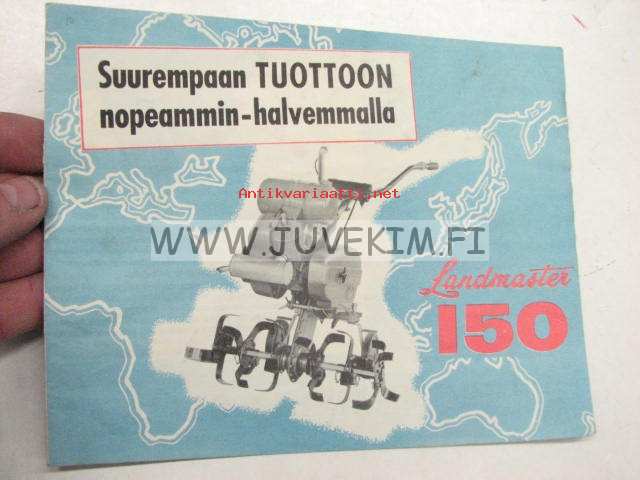 Suurempaan TUOTTOON
nopeammin-halvemmalla
Antikvariaatti.net
WWW.JUVEKIM.FI
Landmaster
150